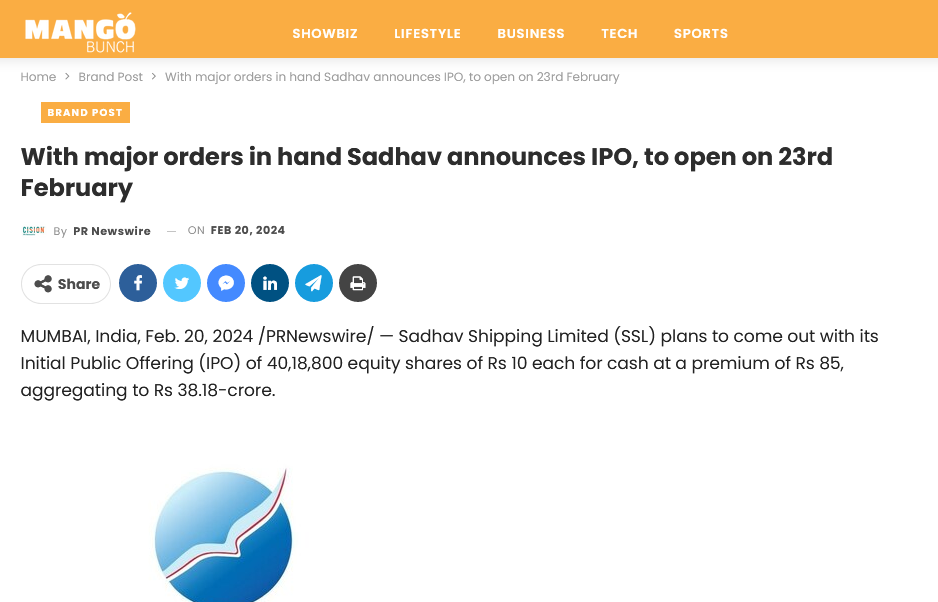 MANGO
BUNCH
SHOWBIZ
LIFESTYLE
BUSINESS
TECH
SPORTS
Home > Brand Post > With major orders in hand Sadhav announces IPO, to open on 23rd February
BRAND POST
With major orders in hand Sadhav announces IPO, to open on 23rd
February
CISION By PR Newswire — ON FEB 20, 2024
Share
MUMBAI, India, Feb. 20, 2024 /PRNewswire/ — Sadhav Shipping Limited (SSL) plans to come out with its
Initial Public Offering (IPO) of 40,18,800 equity shares of Rs 10 each for cash at a premium of Rs 85,
aggregating to Rs 38.18-crore.